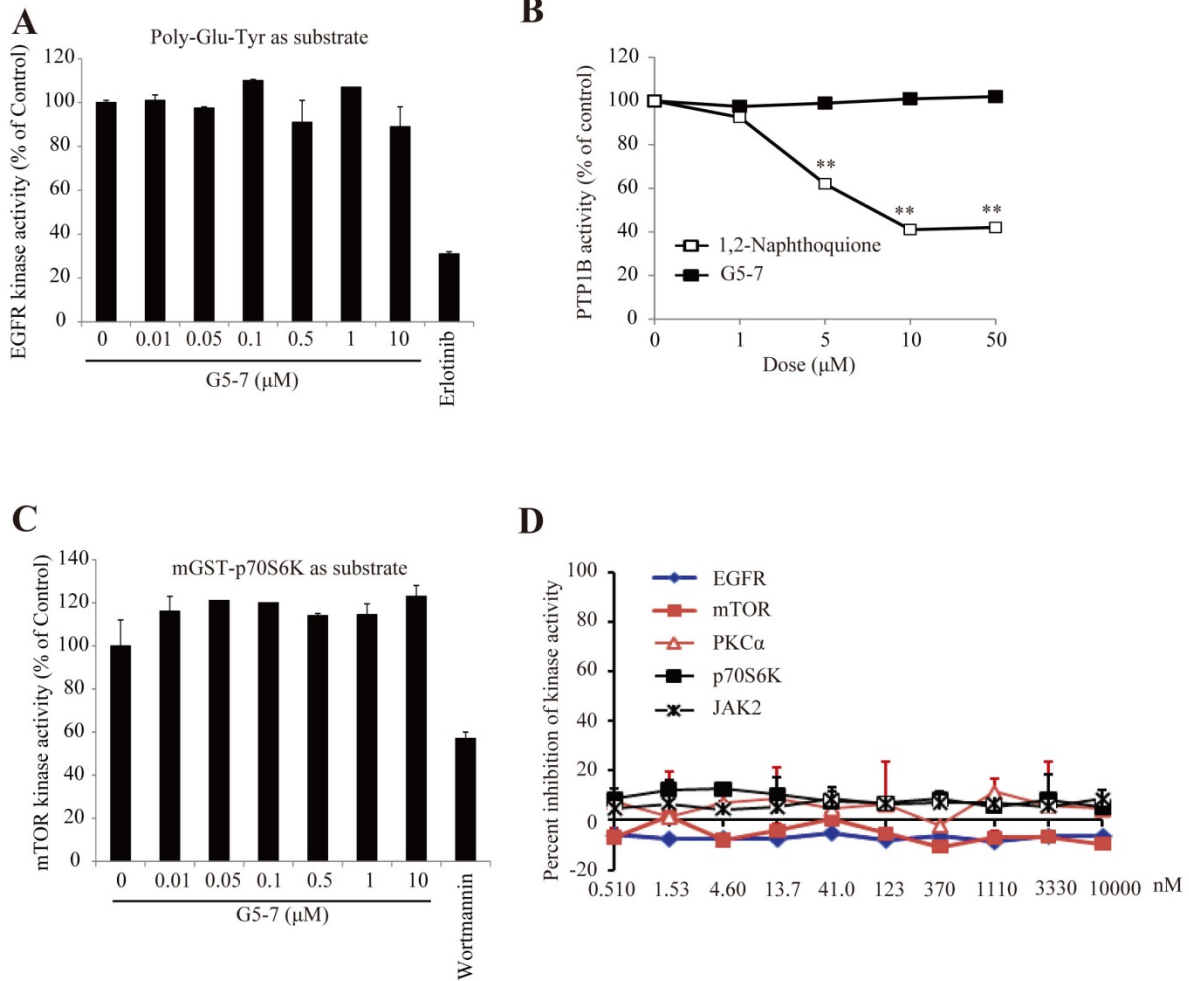 A
Poly-Glu-Tyr as substrate
EGFR kinase activity (% of Control)
120
100
80
60
40
20
0
0 0.01 0.05 0.1 0.5 1 10
G5-7 (μM)
Erlotinib
B
PTP1B activity (% of control)
120
100
80
60
40
20
0
**
**
**
1,2-Naphthoquione
G5-7
0 1 5 10 50
Dose (μM)
C
mGST-p70S6K as substrate
mTOR kinase activity (% of Control)
140
120
100
80
60
40
20
0
0 0.01 0.05 0.1 0.5 1 10
G5-7 (μM)
Wortmannin
D
Percent inhibition of kinase activity
100
80
60
40
20
0
-20
EGFR
mTOR
PKCα
p70S6K
JAK2
0.510 1.53 4.60 13.7 41.0 123 370 1110 3330 10000 nM